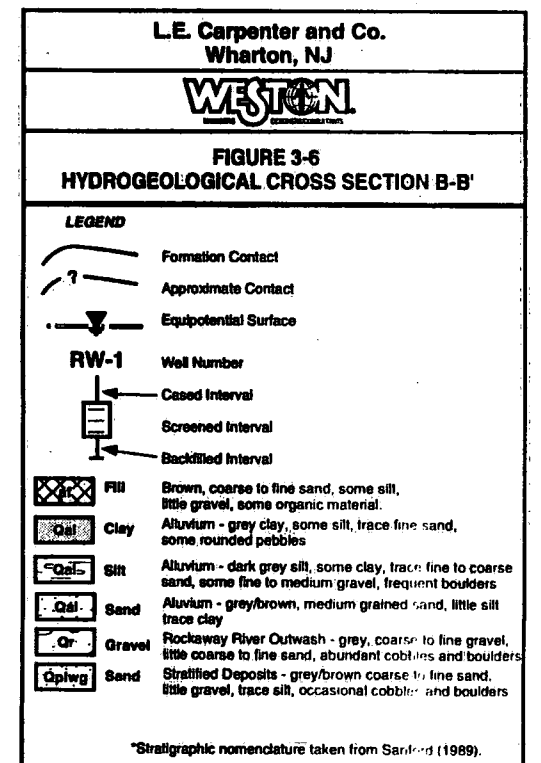 L.E. Carpenter and Co.
Wharton, NJ
WESTON
FIGURE 3-6
HYDROGEOLOGICAL CROSS SECTION B-B'
LEGEND
Formation Contact
? Approximate Contact
Equipotential Surface
RW-1 Well Number
Cased Interval
Screened Interval
Backfilled Interval
af Fill Brown, coarse to fine sand, some silt,
little gravel, some organic material.
Qal Clay Alluvium - grey clay, some silt, trace fine sand,
some rounded pebbles
Qal Silt Alluvium - dark grey silt, some clay, trace fine to coarse
sand, some fine to medium gravel, frequent boulders
Qal Sand Aluvium - grey/brown, medium grained sand, little silt
trace clay
Qr Gravel Rockaway River Outwash - grey, coarse to fine gravel,
little coarse to fine sand, abundant cobbles and boulders
Qplwg Sand Stratified Deposits - grey/brown coarse to fine sand,
little gravel, trace silt, occasional cobbles and boulders
*Stratigraphic nomenclature taken from Sanford (1989).